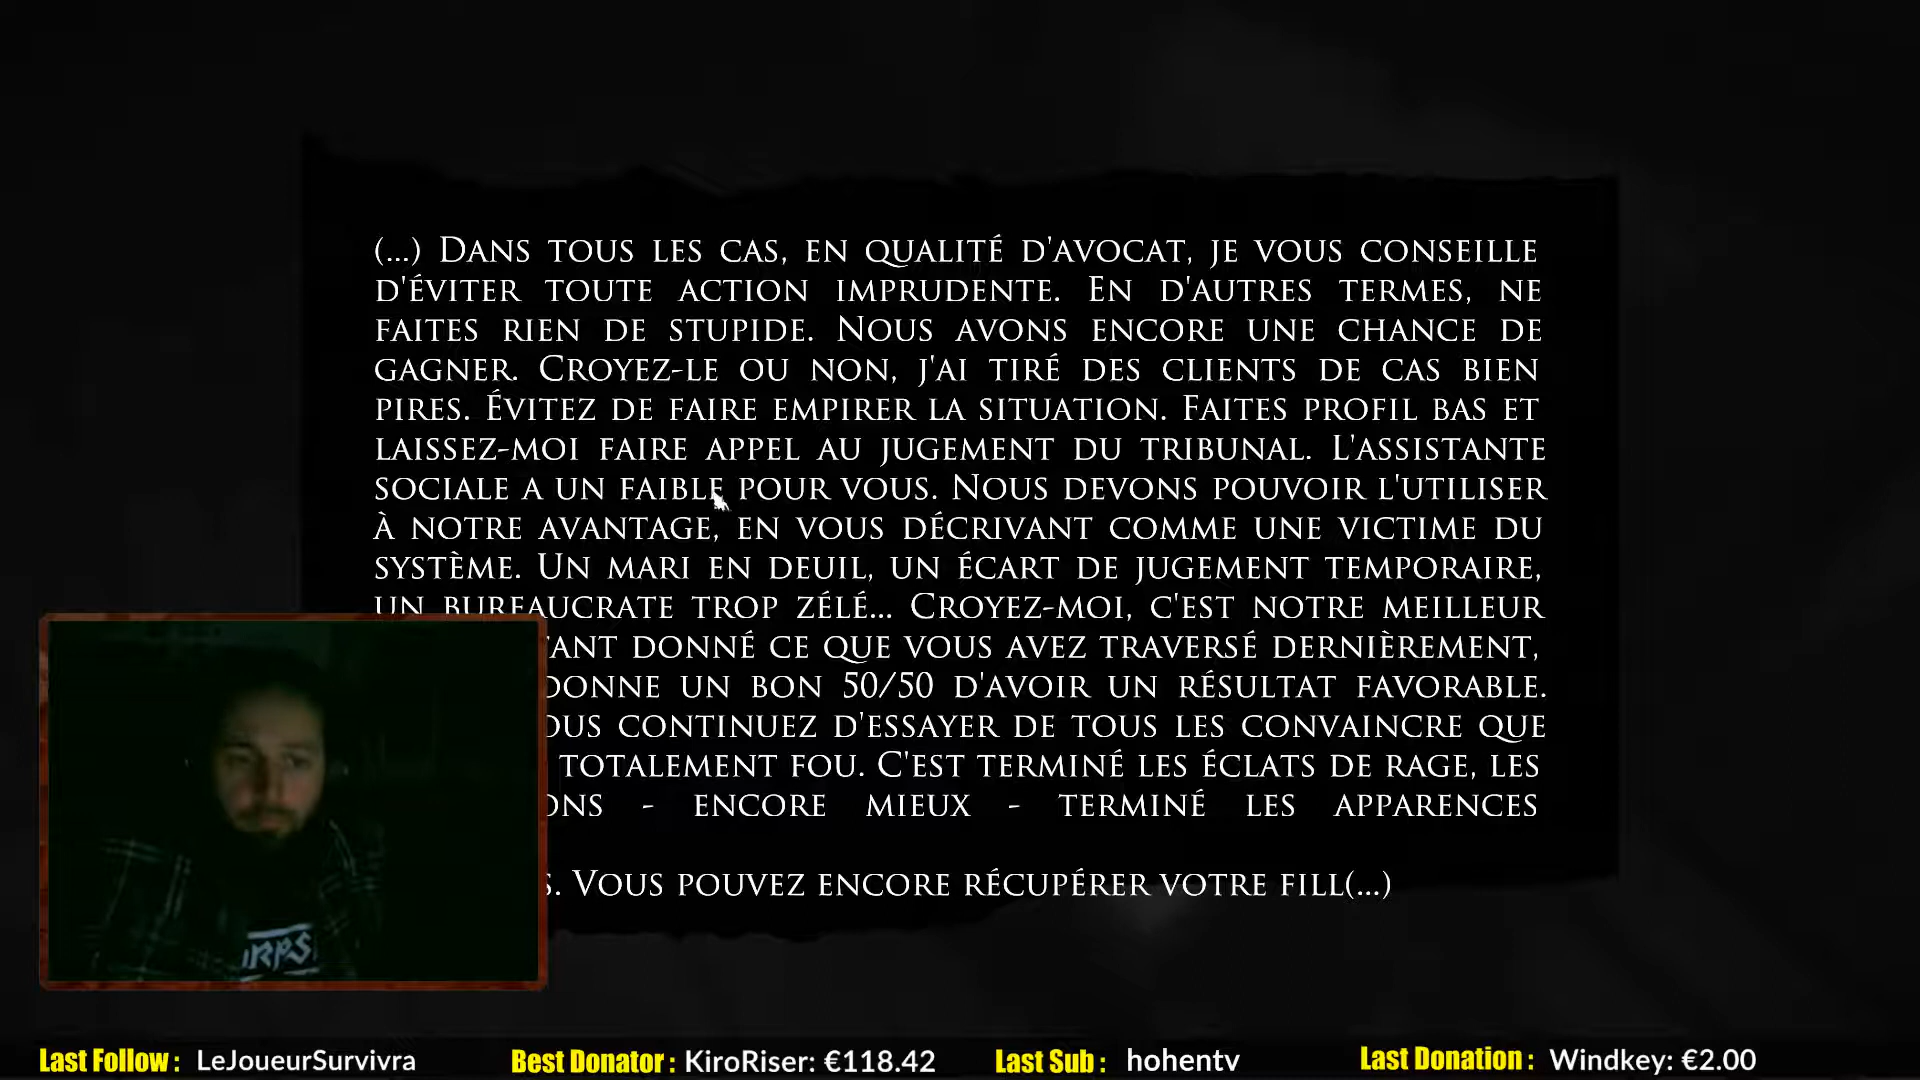 (...) Dans tous les cas, en qualité d'avocat, je vous conseille
d'éviter toute action imprudente. En d'autres termes, ne
faites rien de stupide. Nous avons encore une chance de
gagner. Croyez-le ou non, j'ai tiré des clients de cas bien
pires. Évitez de faire empirer la situation. Faites profil bas et
laissez-moi faire appel au jugement du tribunal. L'assistante
sociale a un faible pour vous. Nous devons pouvoir l'utiliser
à notre avantage, en vous décrivant comme une victime du
système. Un mari en deuil, un écart de jugement temporaire,
un bureaucrate trop zélé... Croyez-moi, c'est notre meilleur
donné ce que vous avez traversé dernièrement,
donne un bon 50/50 d'avoir un résultat favorable.
continuez d'essayer de tous les convaincre que
totalement fou. C'est terminé les éclats de rage, les
- encore mieux - terminé les apparences
Vous pouvez encore récupérer votre fill(...)
Last Follow : LeJoueurSurvivra
Best Donator : KiroRiser: €118.42
Last Sub : hohentv
Last Donation : Windkey: €2.00